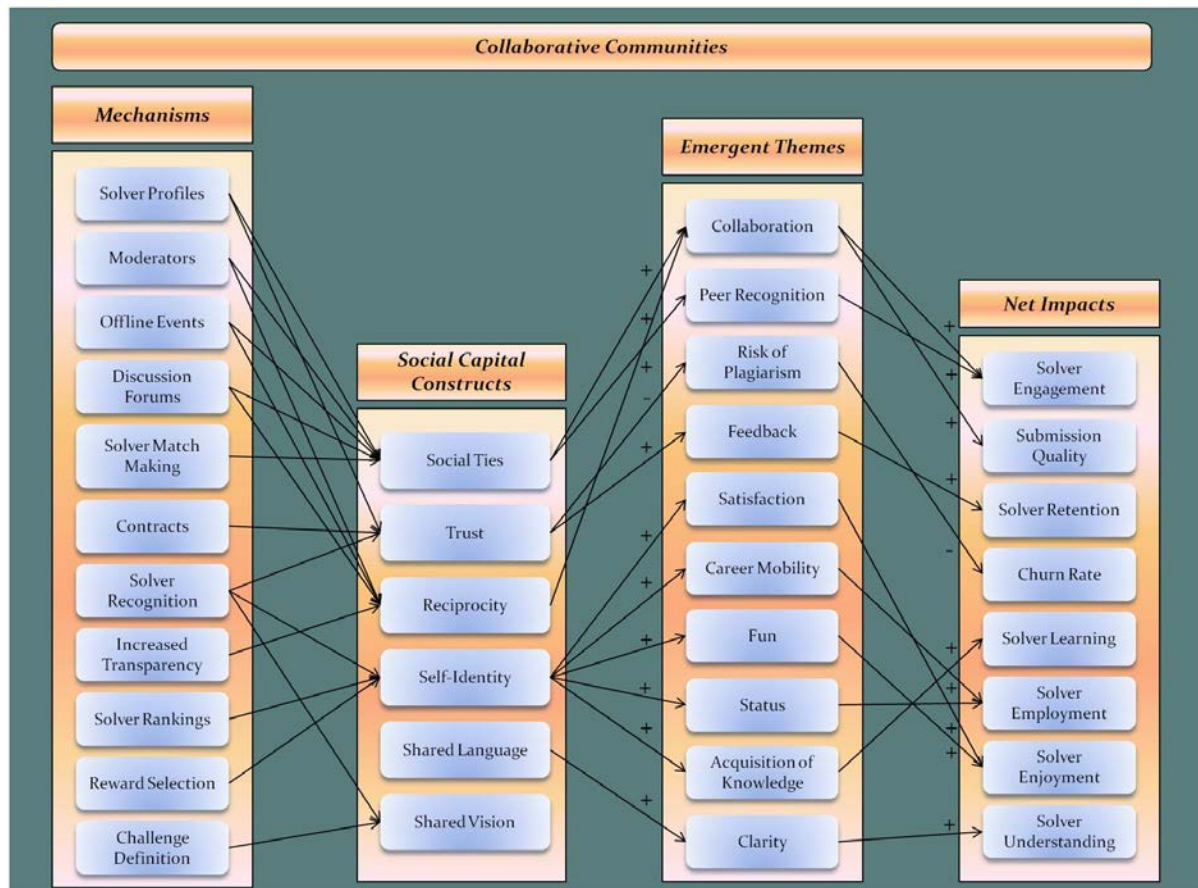 Collaborative Communities
Mechanisms
Solver Profiles
Moderators
Offline Events
Discussion
Forums
Solver Match
Making
Contracts
Solver
Recognition
Increased
Transparency
Solver Rankings
Reward Selection
Challenge
Definition
Social Capital
Constructs
Social Ties
Trust
Reciprocity
Self-Identity
Shared Language
Shared Vision
+
+
+
-
+
+
+
+
+
+
+
Emergent Themes
Collaboration
Peer Recognition
Risk of
Plagiarism
Feedback
Satisfaction
Career Mobility
Fun
Status
Acquisition of
Knowledge
Clarity
+
+
+
+
-
+
+
+
+
+
Net Impacts
Solver
Engagement
Submission
Quality
Solver Retention
Churn Rate
Solver Learning
Solver
Employment
Solver
Enjoyment
Solver
Understanding